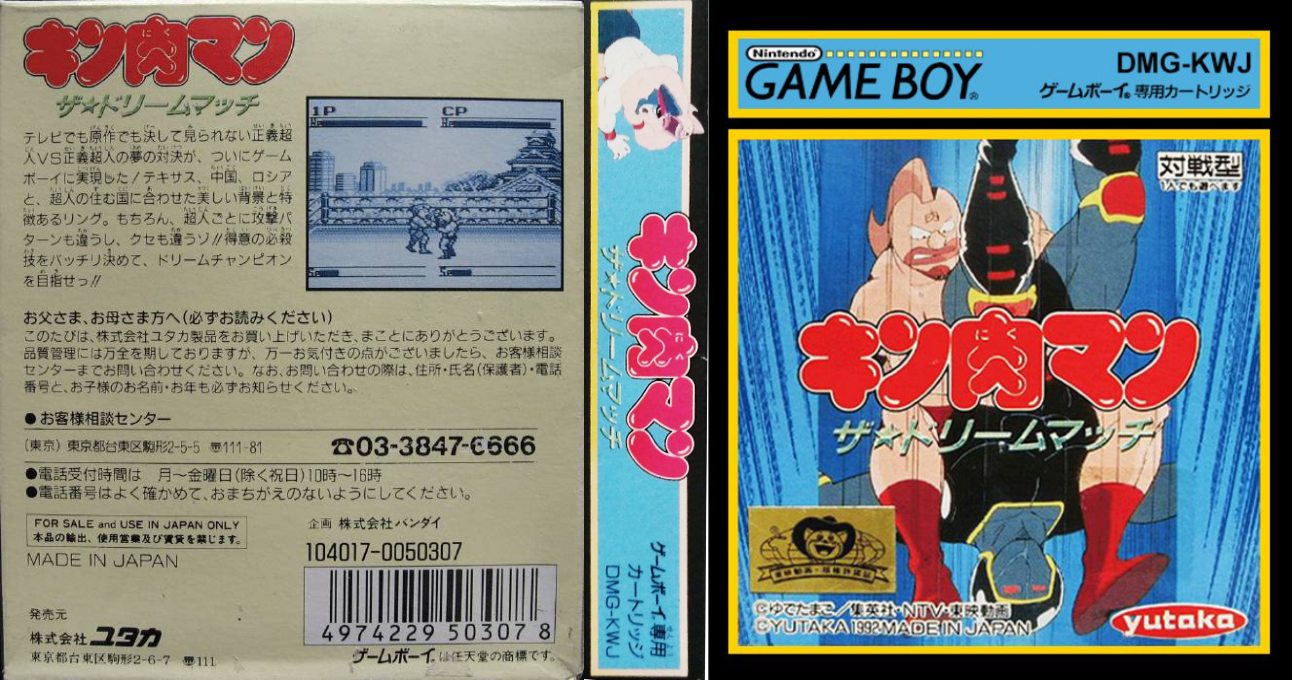 キン肉マン
ザ★ドリームマッチ
テレビでも原作でも決して見られない正義超
人VS正義超人の夢の対決が、ついにゲーム
ボーイに実現した!テキサス、中国、ロシア
と、超人の住む国に合わせた美しい背景と特
徴あるリング。もちろん、超人ごとに攻撃パ
ターンも違うし、クセも違うゾ!!得意の必殺
技をバッチリ決めて、ドリームチャンピオン
を目指せっ!!
1P
CP
お父さま、お母さま方へ(必ずお読みください)
このたびは、株式会社ユタカ製品をお買い上げいただき、まことにありがとうございます。
品質管理には万全を期しておりますが、万一お気付きの点がございましたら、お客様相談
センターまでお問い合わせください。なお、お問い合わせの際は、住所・氏名(保護者)・電話
番号と、お子様のお名前・お年も必ずお知らせください。
●お客様相談センター
(東京)東京都台東区駒形2-5-5 〠111-81 ☎03-3847-6666
●電話受付時間は 月〜金曜日(除く祝日)10時〜16時
●電話番号はよく確かめて、おまちがえのないようにしてください。
FOR SALE and USE IN JAPAN ONLY
本品の輸出、使用営業及び賃貸を禁じます。
MADE IN JAPAN
企画 株式会社バンダイ
104017-0050307
4974229503078
発売元
株式会社ユタカ
東京都台東区駒形2-6-7 〠111
ゲームボーイ®は任天堂の商標です。
キン肉マン
ザ★ドリームマッチ
ゲームボーイ®専用
カートリッジ
DMG-KWJ
Nintendo
GAME BOY®
DMG-KWJ
ゲームボーイ®専用カートリッジ
対戦型
1人でも遊べます
キン肉マン
にく
ザ★ドリームマッチ
©ゆでたまご/集英社・NTV・東映動画
©YUTAKA 1992 MADE IN JAPAN
yutaka